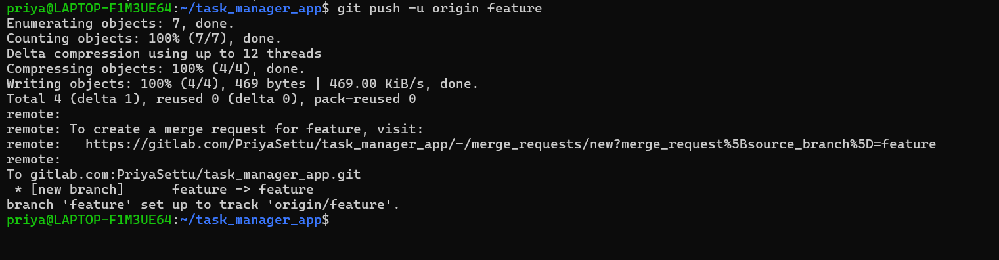 priya@LAPTOP-F1M3UE64:~/task_manager_app$ git push -u origin feature
Enumerating objects: 7, done.
Counting objects: 100% (7/7), done.
Delta compression using up to 12 threads
Compressing objects: 100% (4/4), done.
Writing objects: 100% (4/4), 469 bytes | 469.00 KiB/s, done.
Total 4 (delta 1), reused 0 (delta 0), pack-reused 0
remote:
remote: To create a merge request for feature, visit:
remote:   https://gitlab.com/PriyaSettu/task_manager_app/-/merge_requests/new?merge_request%5Bsource_branch%5D=feature
remote:
To gitlab.com:PriyaSettu/task_manager_app.git
 * [new branch]      feature -> feature
branch 'feature' set up to track 'origin/feature'.
priya@LAPTOP-F1M3UE64:~/task_manager_app$